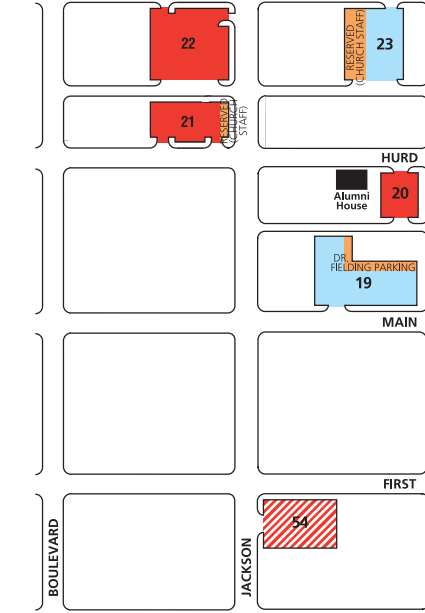 22
23
RESERVED
(CHURCH STAFF)
21
RESERVED
(CHURCH
STAFF)
HURD
Alumni
House
20
DR.
FIELDING PARKING
19
MAIN
FIRST
54
BOULEVARD
JACKSON